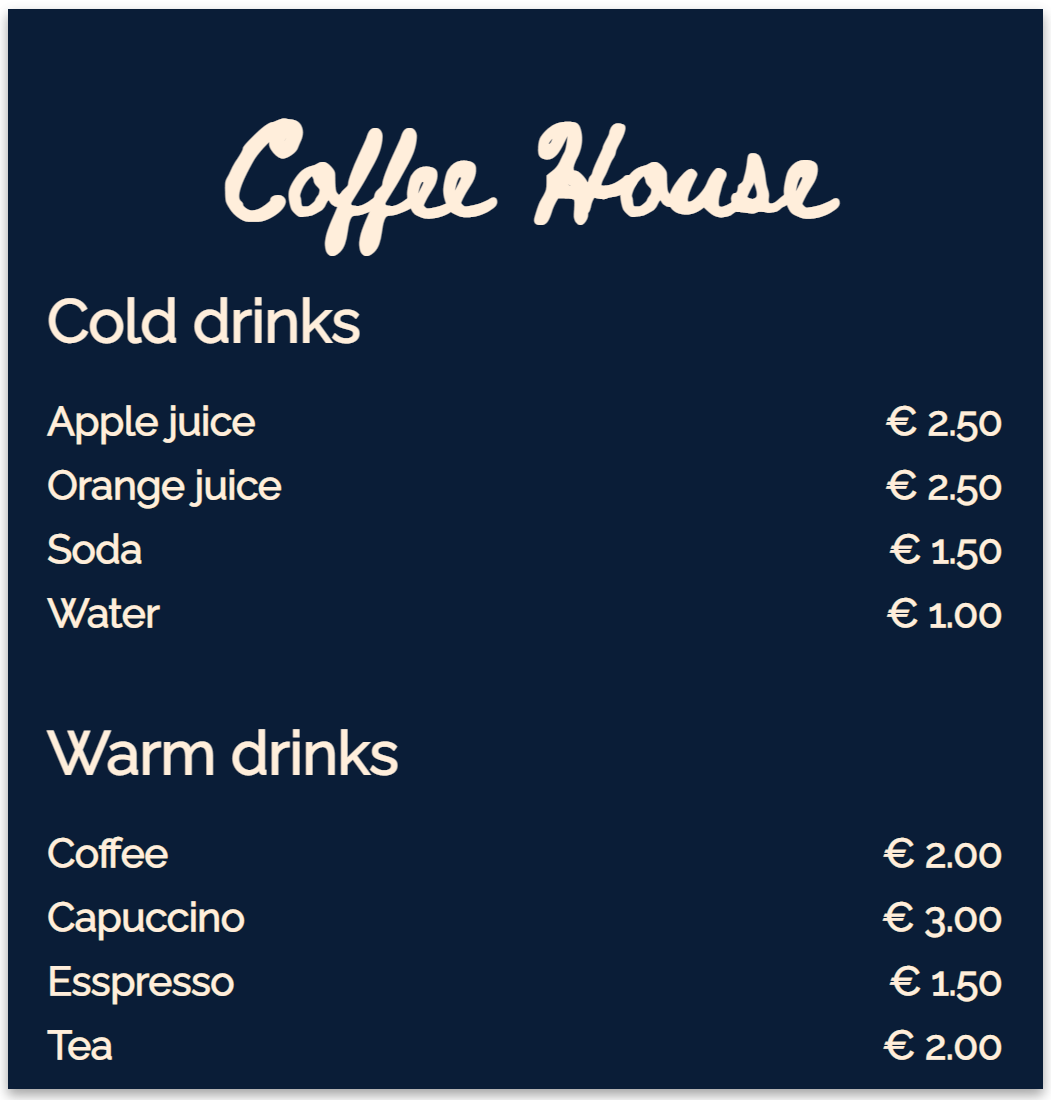 Coffee House
Cold drinks
Apple juice € 2.50
Orange juice € 2.50
Soda € 1.50
Water € 1.00
Warm drinks
Coffee € 2.00
Capuccino € 3.00
Esspresso € 1.50
Tea € 2.00